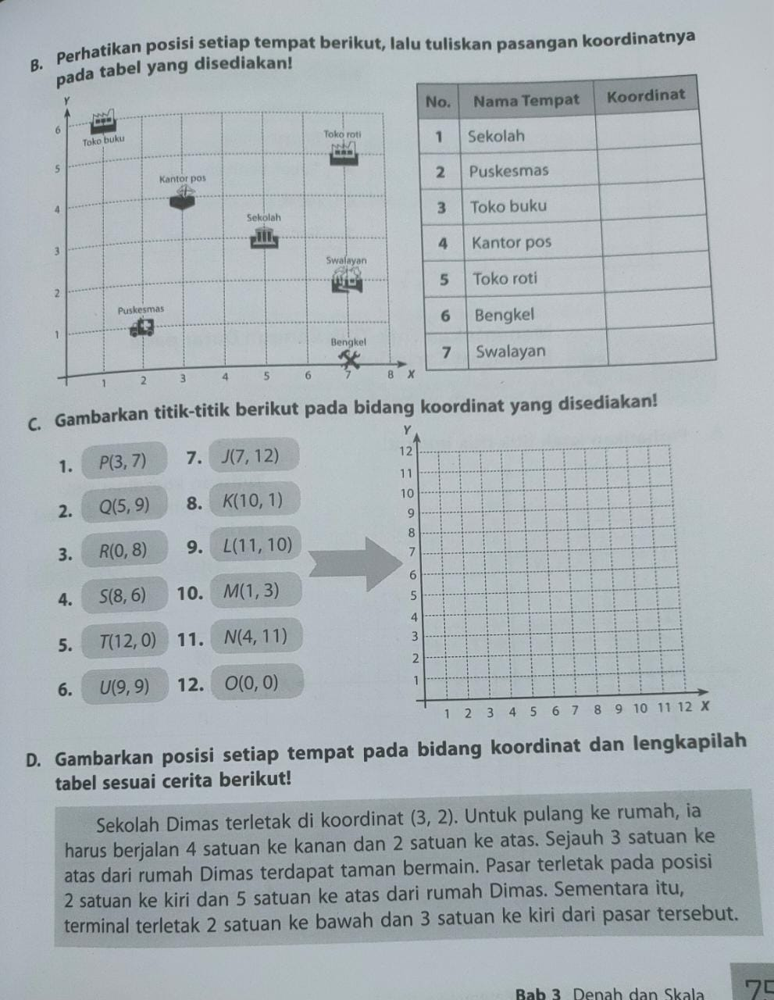 B. Perhatikan posisi setiap tempat berikut, lalu tuliskan pasangan koordinatnya
pada tabel yang disediakan!
Y
6
5
4
3
2
1
Toko buku
Toko roti
Kantor pos
Sekolah
Swalayan
Puskesmas
Bengkel
1 2 3 4 5 6 7 8 X
No. Nama Tempat Koordinat
1 Sekolah
2 Puskesmas
3 Toko buku
4 Kantor pos
5 Toko roti
6 Bengkel
7 Swalayan
C. Gambarkan titik-titik berikut pada bidang koordinat yang disediakan!
1. P(3, 7) 7. J(7, 12)
2. Q(5, 9) 8. K(10, 1)
3. R(0, 8) 9. L(11, 10)
4. S(8, 6) 10. M(1, 3)
5. T(12, 0) 11. N(4, 11)
6. U(9, 9) 12. O(0, 0)
Y
12
11
10
9
8
7
6
5
4
3
2
1
1 2 3 4 5 6 7 8 9 10 11 12 X
D. Gambarkan posisi setiap tempat pada bidang koordinat dan lengkapilah
tabel sesuai cerita berikut!
Sekolah Dimas terletak di koordinat (3, 2). Untuk pulang ke rumah, ia
harus berjalan 4 satuan ke kanan dan 2 satuan ke atas. Sejauh 3 satuan ke
atas dari rumah Dimas terdapat taman bermain. Pasar terletak pada posisi
2 satuan ke kiri dan 5 satuan ke atas dari rumah Dimas. Sementara itu,
terminal terletak 2 satuan ke bawah dan 3 satuan ke kiri dari pasar tersebut.
Bab 3 Denah dan Skala 75